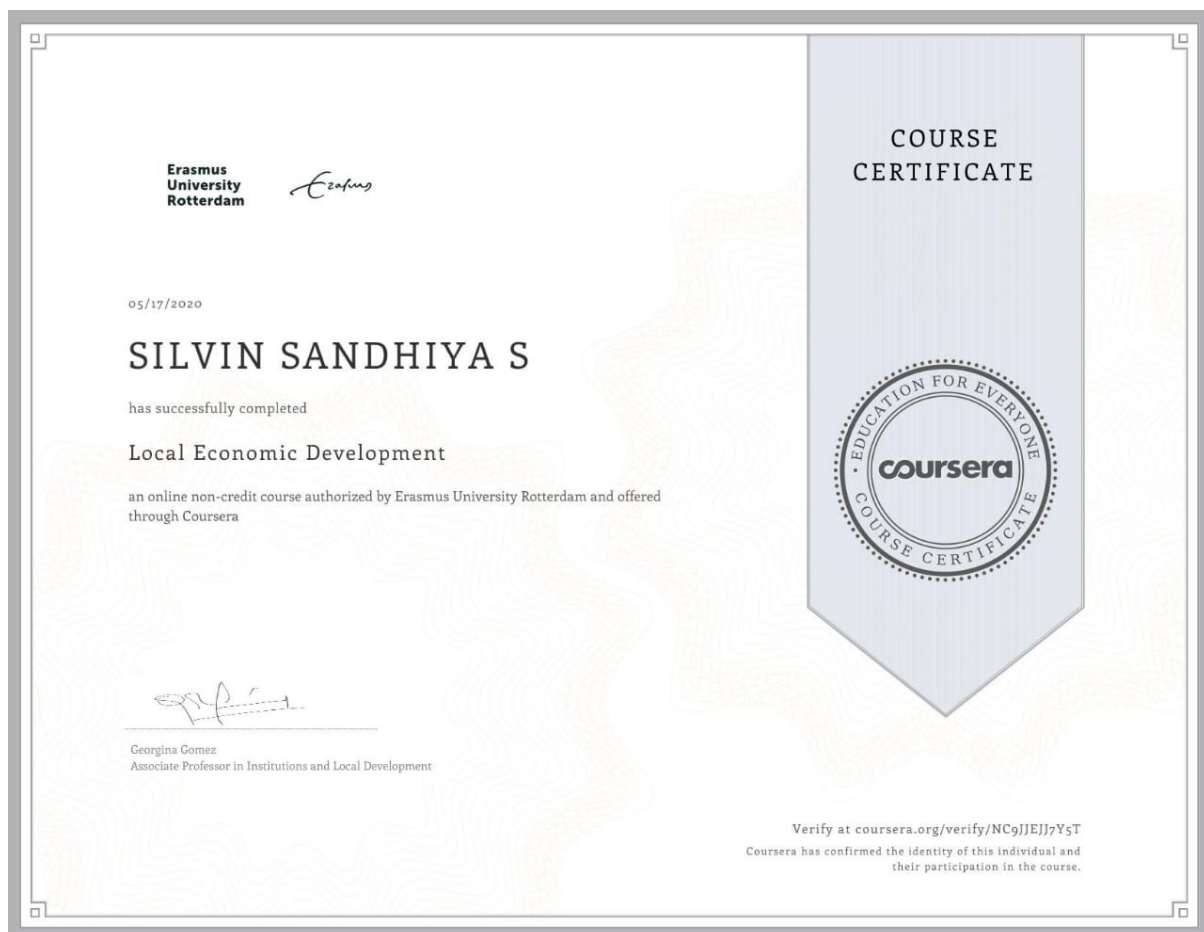 Erasmus
University
Rotterdam
Erasmus
COURSE
CERTIFICATE
05/17/2020
SILVIN SANDHIYA S
has successfully completed
Local Economic Development
an online non-credit course authorized by Erasmus University Rotterdam and offered
through Coursera
EDUCATION FOR EVERYONE
coursera
COURSE CERTIFICATE
Georgina Gomez
Associate Professor in Institutions and Local Development
Verify at coursera.org/verify/NC9JJEJJ7Y5T
Coursera has confirmed the identity of this individual and
their participation in the course.